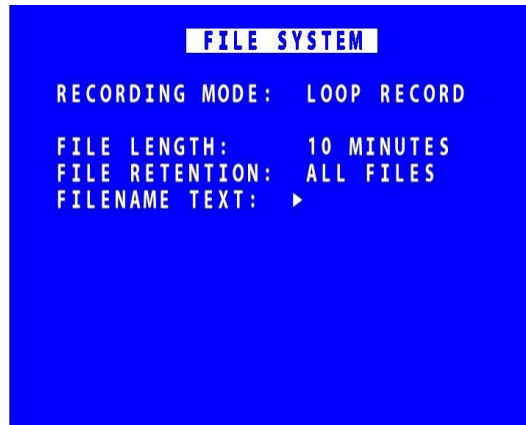 FILE SYSTEM
RECORDING MODE: LOOP RECORD
FILE LENGTH: 10 MINUTES
FILE RETENTION: ALL FILES
FILENAME TEXT: ▶